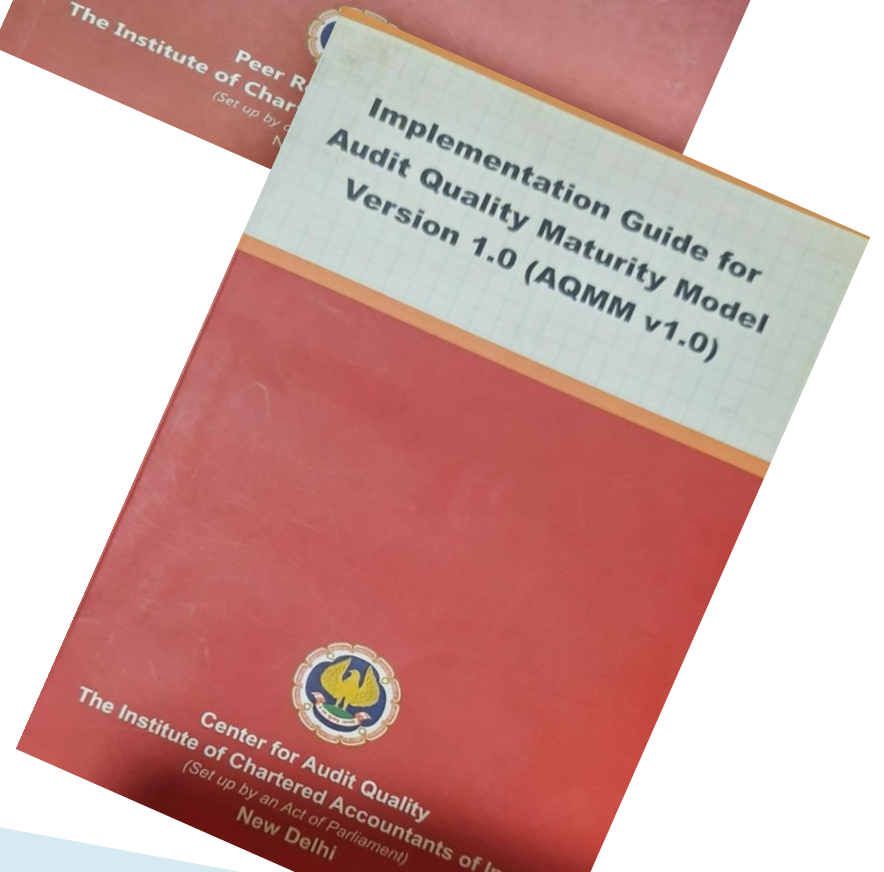 Peer R
The Institute of Char
(Set up by a
N
Implementation Guide for
Audit Quality Maturity Model
Version 1.0 (AQMM v1.0)
Center for Audit Quality
The Institute of Chartered Accountants of In
(Set up by an Act of Parliament)
New Delhi